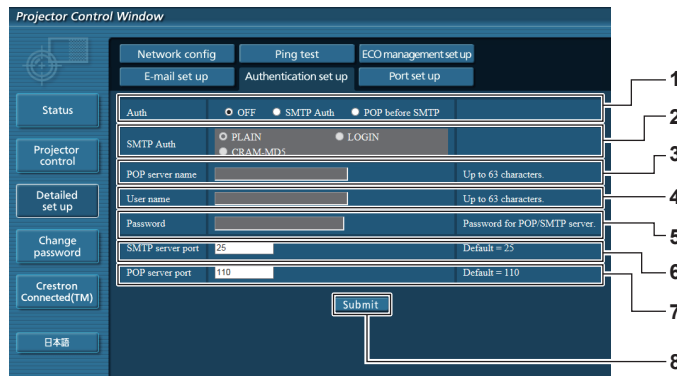 Projector Control Window
Network config Ping test ECO management set up
E-mail set up Authentication set up Port set up
Status
Projector control
Detailed set up
Change password
Crestron Connected(TM)
日本語
Auth OFF SMTP Auth POP before SMTP 1
SMTP Auth PLAIN LOGIN CRAM-MD5 2
POP server name Up to 63 characters. 3
User name Up to 63 characters. 4
Password Password for POP/SMTP server. 5
SMTP server port 25 Default = 25 6
POP server port 110 Default = 110 7
Submit 8